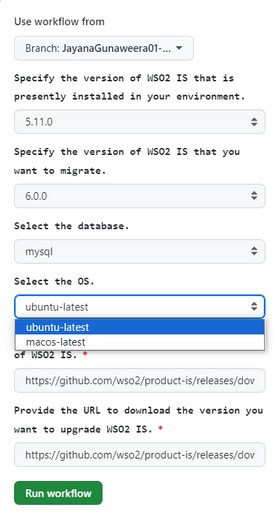 Use workflow from
Branch: JayanaGunaweera01-...
Specify the version of WSO2 IS that is
presently installed in your environment.
5.11.0
Specify the version of WSO2 IS that you
want to migrate.
6.0.0
Select the database.
mysql
Select the OS.
ubuntu-latest
ubuntu-latest
macos-latest
of WSO2 IS. *
https://github.com/wso2/product-is/releases/dov
Provide the URL to download the version you
want to upgrade WSO2 IS. *
https://github.com/wso2/product-is/releases/dov
Run workflow